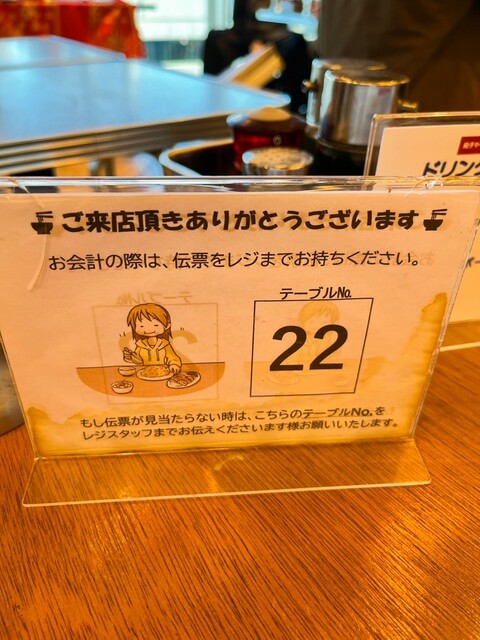 ご来店頂きありがとうございます
お会計の際は、伝票をレジまでお持ちください。
テーブルNo.
22
もし伝票が見当たらない時は、こちらのテーブルNo.を
レジスタッフまでお伝えくださいます様お願いいたします。
ドリン